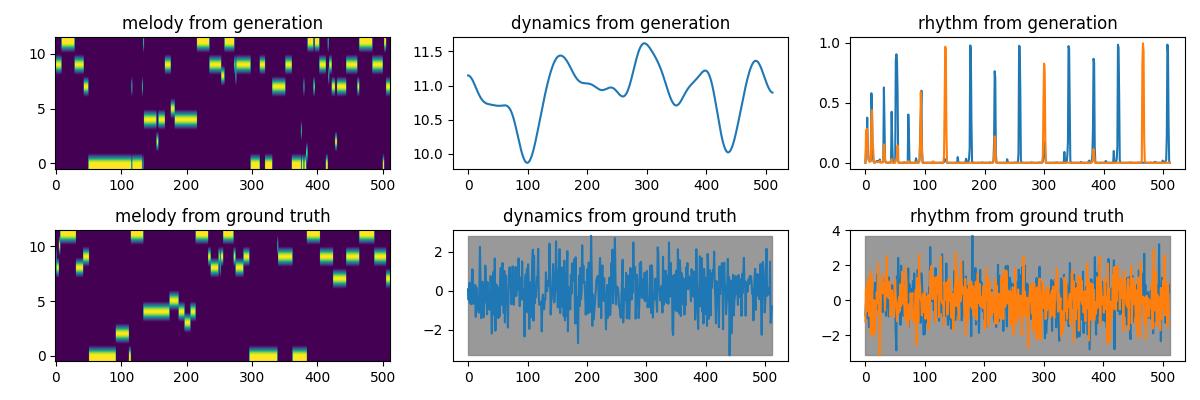 melody from generation
10
5
0
0 100 200 300 400 500
dynamics from generation
11.5
11.0
10.5
10.0
0 100 200 300 400 500
rhythm from generation
1.0
0.5
0.0
0 100 200 300 400 500
melody from ground truth
10
5
0
0 100 200 300 400 500
dynamics from ground truth
2
0
−2
0 100 200 300 400 500
rhythm from ground truth
4
2
0
−2
0 100 200 300 400 500